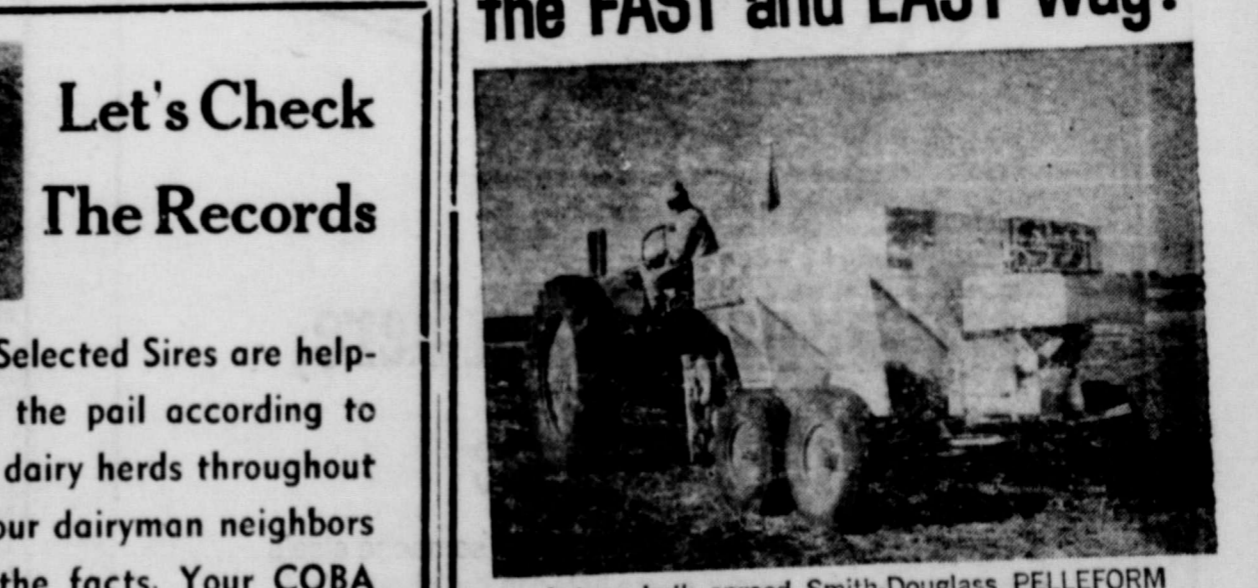 Let's Check
The Records
Selected Sires are help-
the pail according to
dairy herds throughout
our dairyman neighbors
the facts. Your COBA
the FAST and EASY Way!
spread Smith-Douglass PELLEFORM